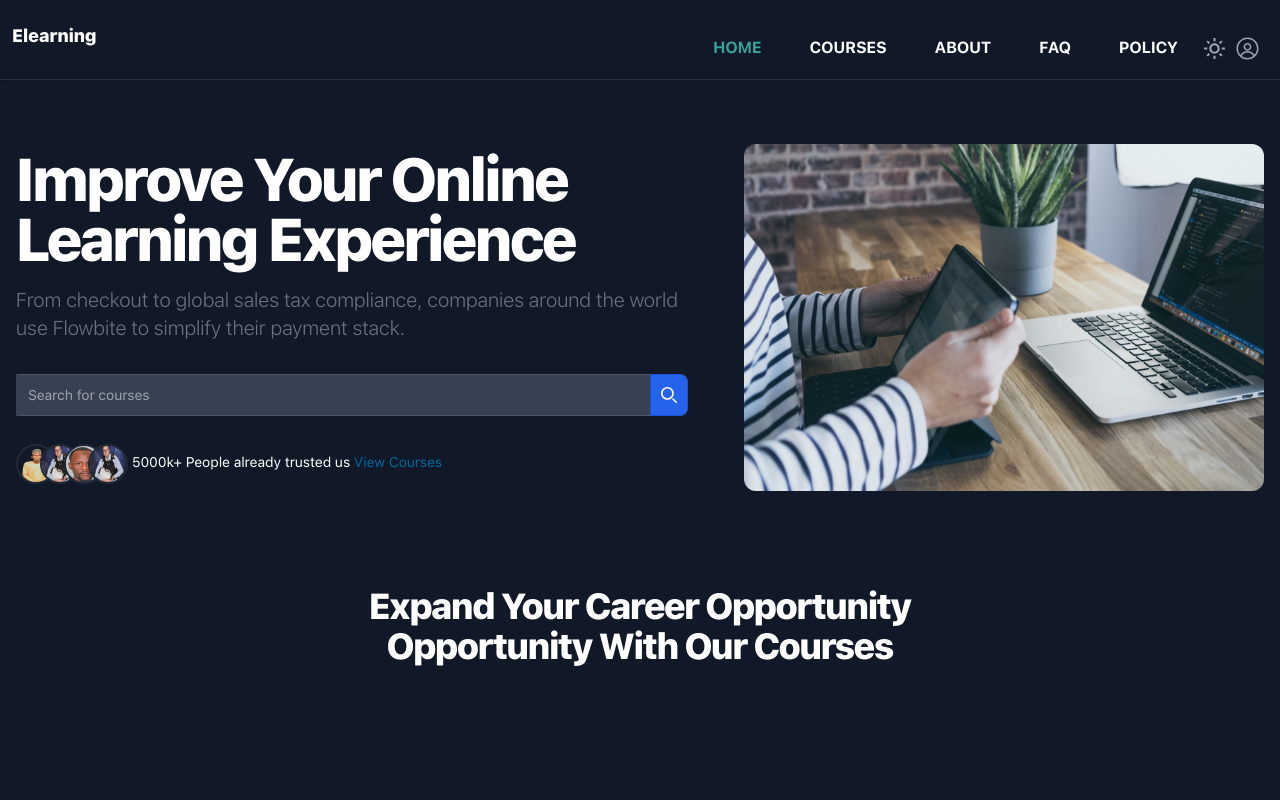 Elearning
HOME COURSES ABOUT FAQ POLICY
Improve Your Online
Learning Experience
From checkout to global sales tax compliance, companies around the world
use Flowbite to simplify their payment stack.
Search for courses
5000k+ People already trusted us View Courses
Expand Your Career Opportunity
Opportunity With Our Courses